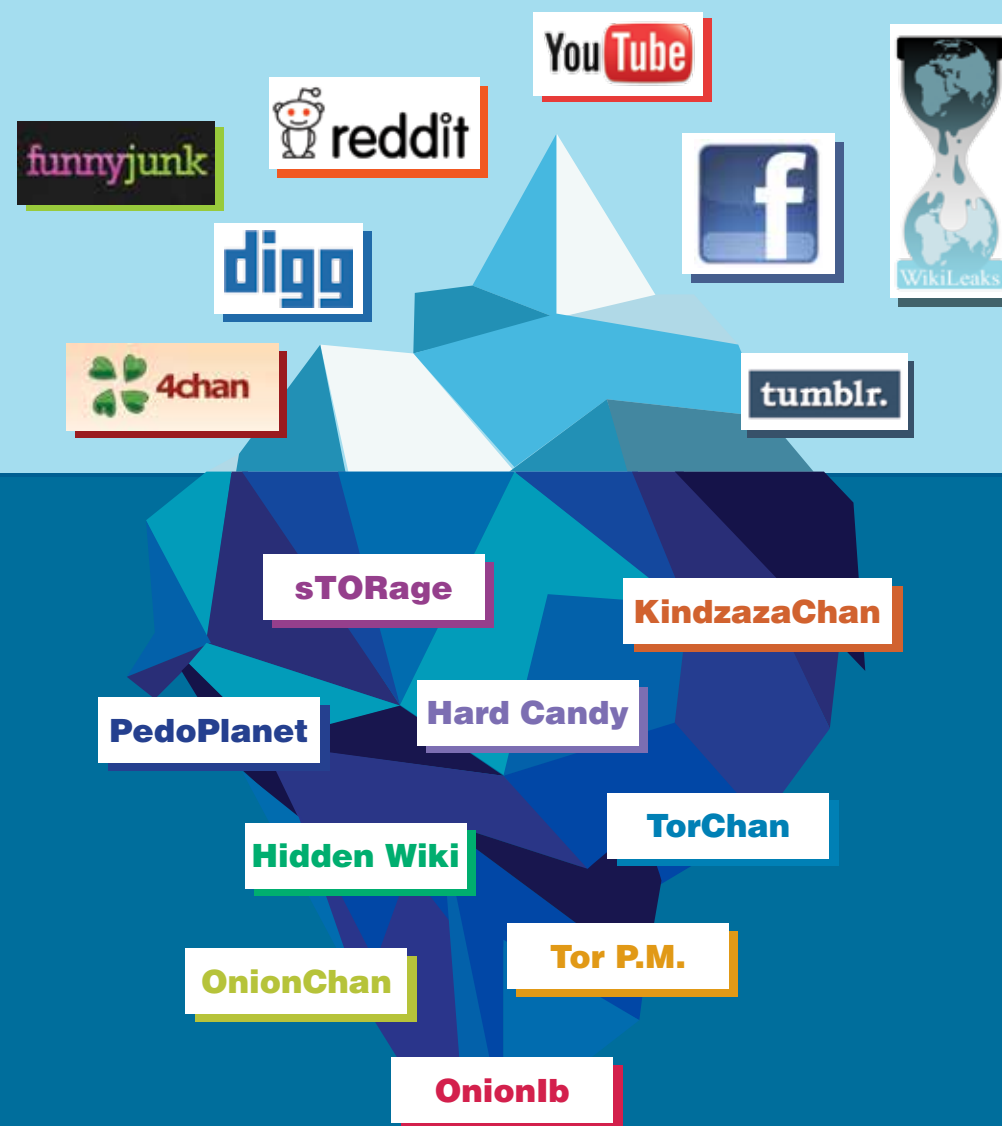 YouTube
reddit
funnyjunk
digg
f
WikiLeaks
4chan
tumblr.
sTORage
KindzazaChan
PedoPlanet
Hard Candy
TorChan
Hidden Wiki
Tor P.M.
OnionChan
OnionIb